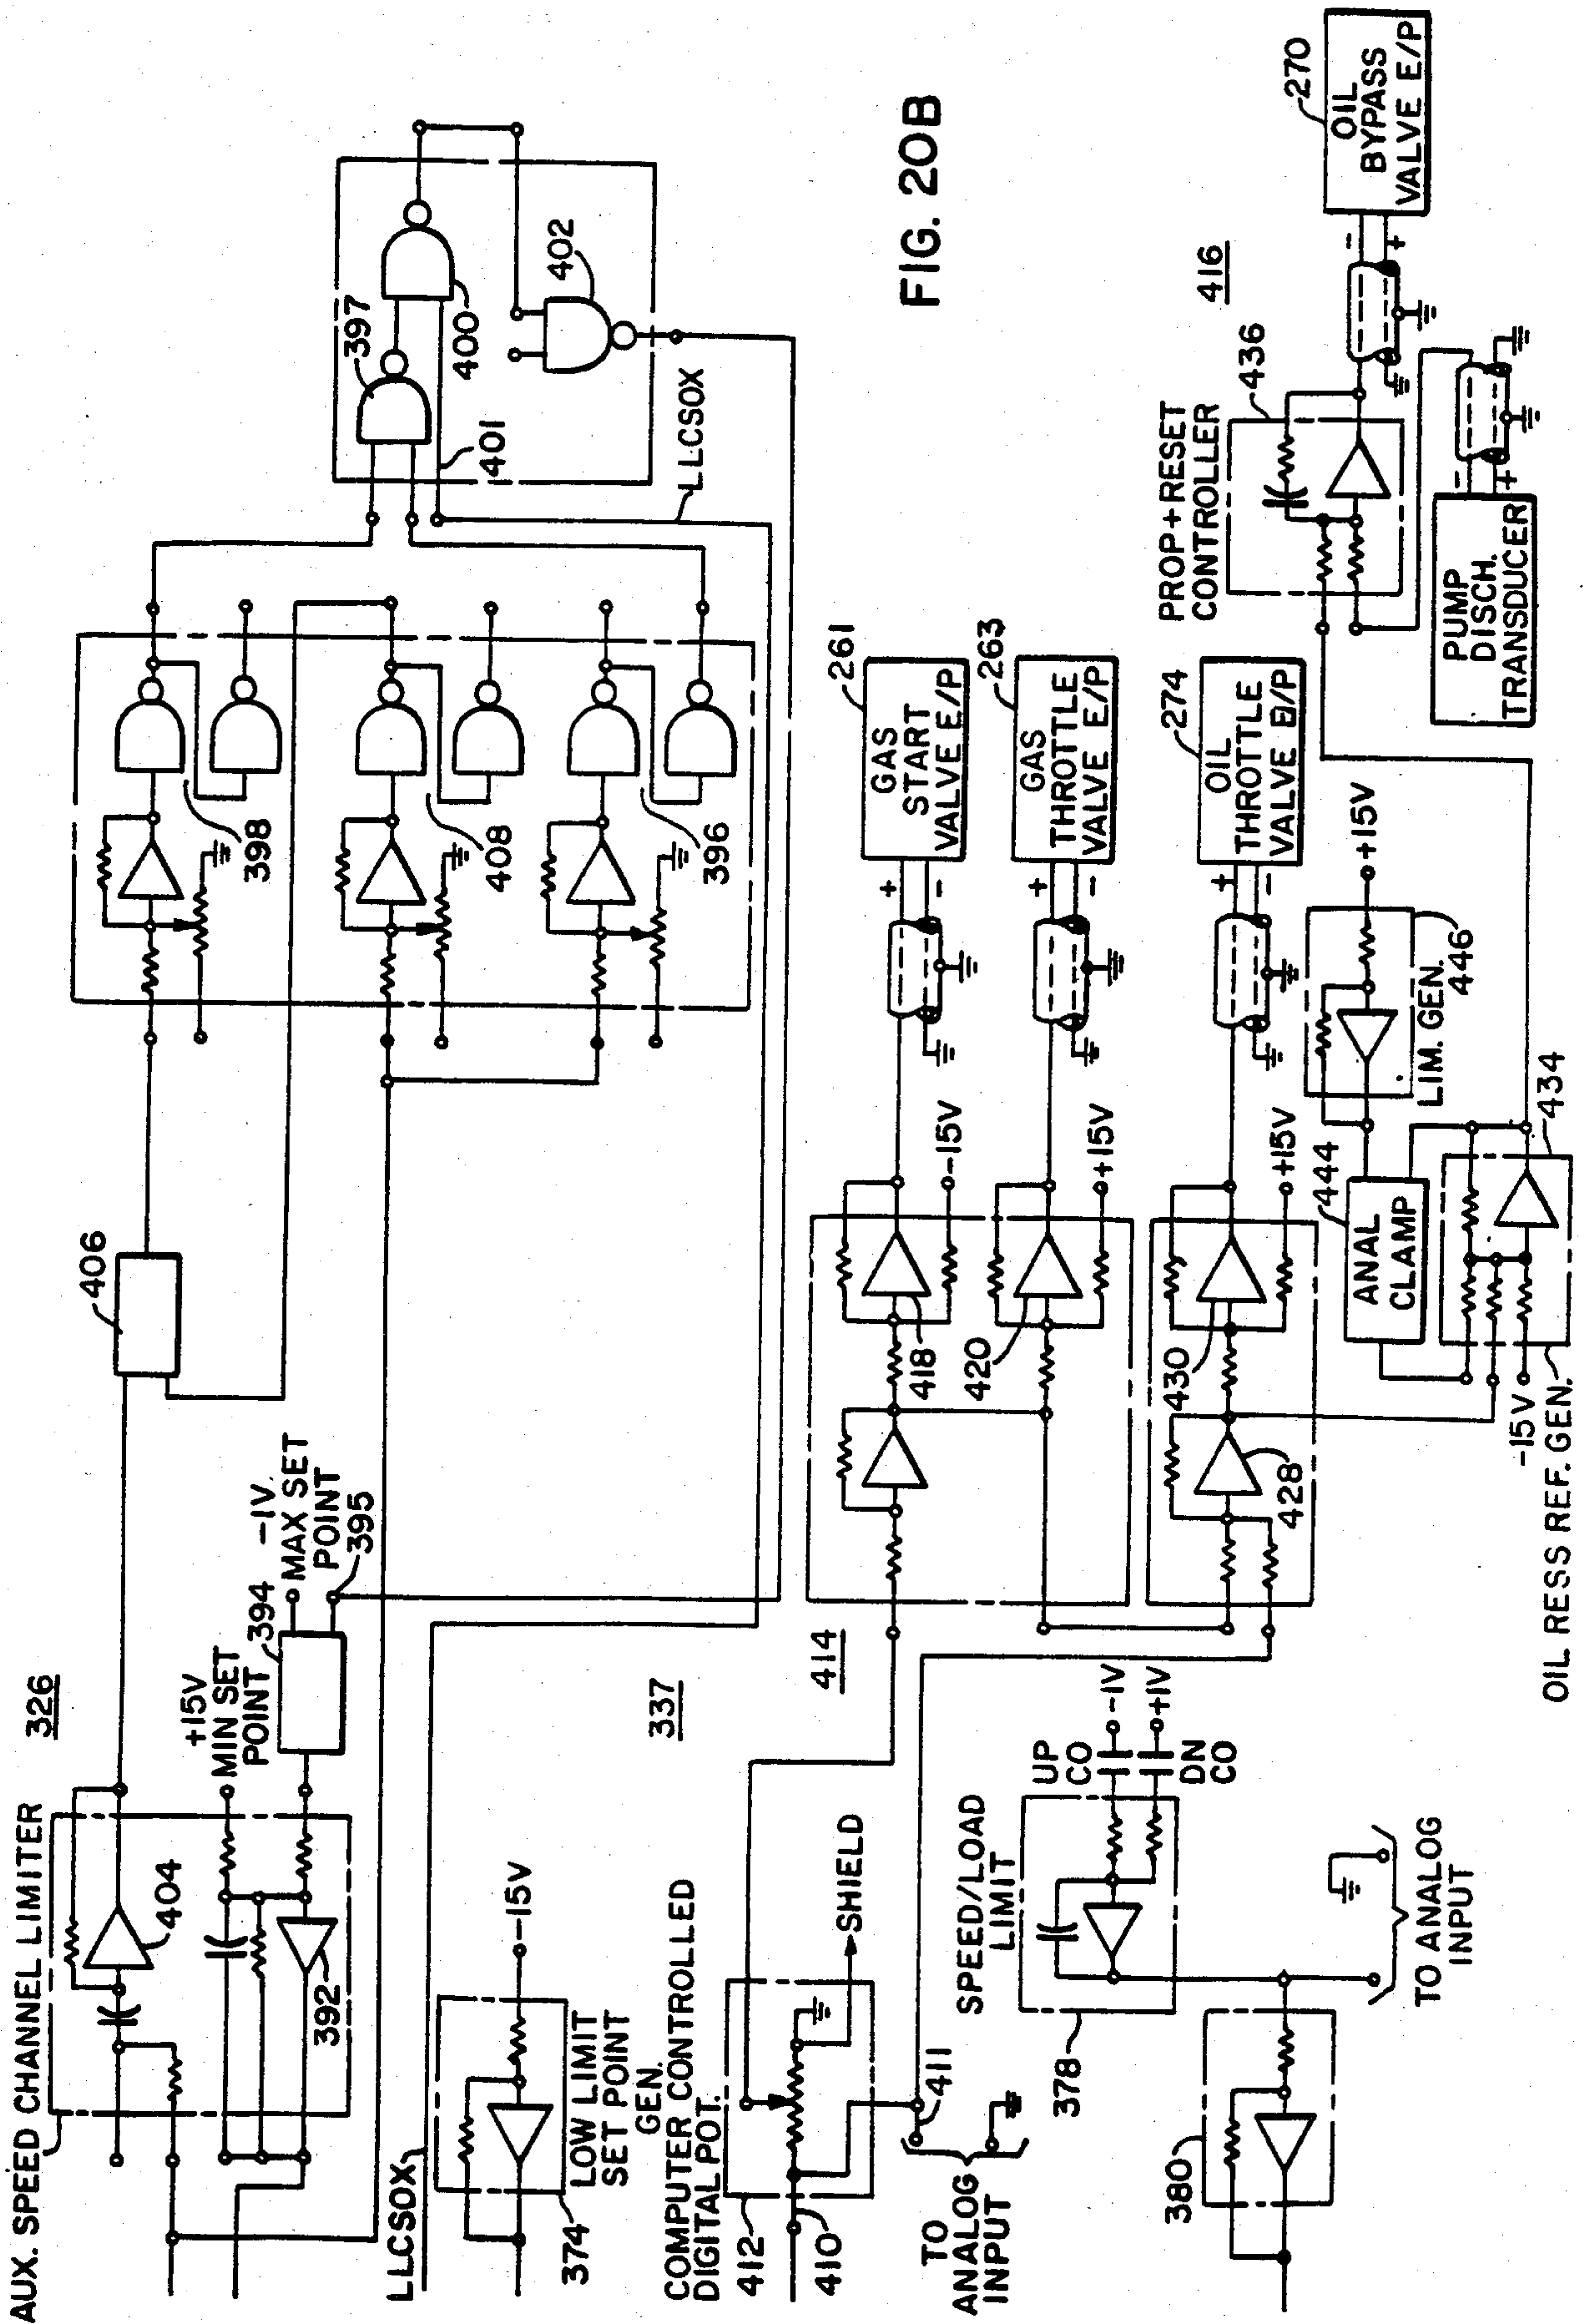 FIG. 20B
AUX. SPEED CHANNEL LIMITER
326
404
392
+15V
MIN SET
POINT
394
-1V
MAX SET
POINT
395
406
398
408
396
397
400
401
402
LLCSOX
LLCSOX
-15V
LOW LIMIT
SET POINT
GEN.
374
337
COMPUTER CONTROLLED
DIGITAL POT.
412
410
SHIELD
411
TO
ANALOG
INPUT
SPEED/LOAD
LIMIT
378
UP
CO
-1V
+1V
DN
CO
380
TO ANALOG
INPUT
414
418
-15V
420
+15V
430
+15V
428
261
GAS
START
VALVE E/P
+
-
263
GAS
THROTTLE
VALVE E/P
+
-
274
OIL
THROTTLE
VALVE E/P
+
-
444
ANAL
CLAMP
LIM. GEN.
446
+15V
434
-15V
OIL RESS REF. GEN.
PROP+RESET
CONTROLLER
436
416
270
OIL
BYPASS
VALVE E/P
-
+
PUMP
DISCH.
TRANSDUCER
-
+